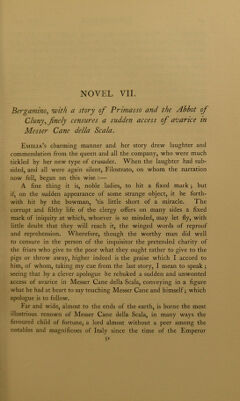 NOVEL VII.
Bergamino, with a story of Primasso and the Abbot of
Cluny, finely censures a sudden access of avarice in
Messer Cane della Scala.
EMILIA'S charming manner and her story drew laughter and
commendation from the queen and all the company, who were much
tickled by her new type of crusader. When the laughter had sub-
sided, and all were again silent, Filostrato, on whom the narration
now fell, began on this wise :—
A fine thing it is, noble ladies, to hit a fixed mark ; but
if, on the sudden appearance of some strange object, it be forth-
with hit by the bowman, 'tis little short of a miracle. The
corrupt and filthy life of the clergy offers on many sides a fixed
mark of iniquity at which, whoever is so minded, may let fly, with
little doubt that they will reach it, the winged words of reproof
and reprehension. Wherefore, though the worthy man did well
to censure in the person of the inquisitor the pretended charity of
the friars who give to the poor what they ought rather to give to the
pigs or throw away, higher indeed is the praise which I accord to
him, of whom, taking my cue from the last story, I mean to speak ;
seeing that by a clever apologue he rebuked a sudden and unwonted
access of avarice in Messer Cane della Scala, conveying in a figure
what he had at heart to say touching Messer Cane and himself ; which
apologue is to follow.
Far and wide, almost to the ends of the earth, is borne the most
illustrious renown of Messer Cane della Scala, in many ways the
favoured child of fortune, a lord almost without a peer among the
notables and magnificoes of Italy since the time of the Emperor
51